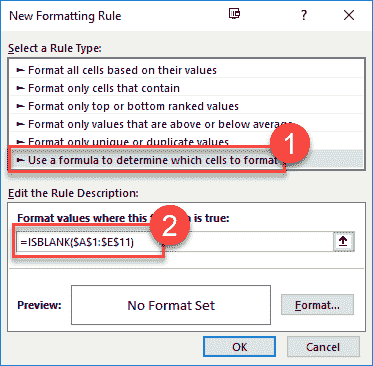 New Formatting Rule
?
Select a Rule Type:
► Format all cells based on their values
► Format only cells that contain
► Format only top or bottom ranked values
► Format only values that are above or below average
► Format only unique or duplicate values
► Use a formula to determine which cells to format
1
Edit the Rule Description:
Format values where this is true:
2
=ISBLANK($A$1:$E$11)
Preview:
No Format Set
Format...
OK
Cancel